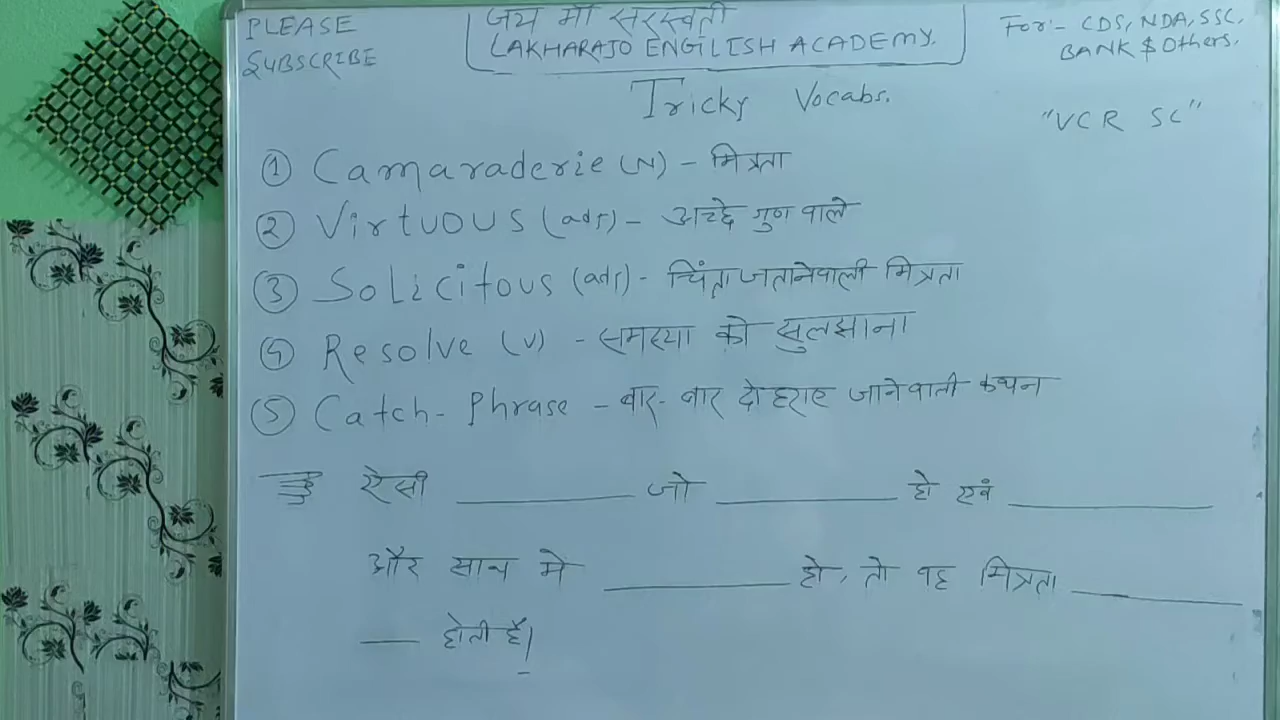 PLEASE
SUBSCRIBE
जय माँ सरस्वती
LAKHARAJO ENGILISH ACADEMY.
For:- CDS, NDA, SSC,
BANK & Others.
Tricky Vocabs.
"VCR SC"
① Camaraderie (N) - मित्रता
② Virtuous (adj) - अच्छे गुण वाले
③ Solicitous (adj) - चिंता जतानेवाली मित्रता
④ Resolve (V) - समस्या को सुलझाना
⑤ Catch-Phrase - बार-बार दोहराए जानेवाली कथन
ऐसी ________ जो ________ हो एवं ________
और साथ मे ________ हो, तो वह मित्रता ________
___ होती है|